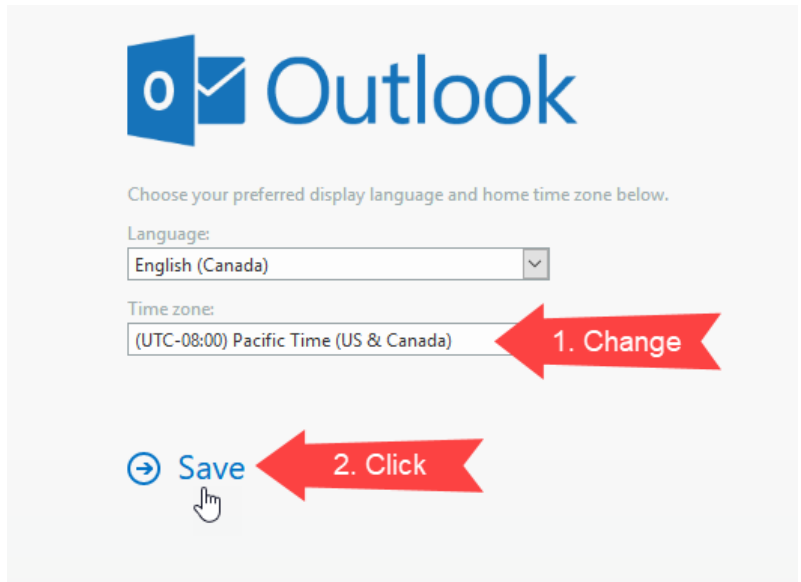 Outlook
Choose your preferred display language and home time zone below.
Language:
English (Canada)
Time zone:
(UTC-08:00) Pacific Time (US & Canada)
1. Change
Save
2. Click